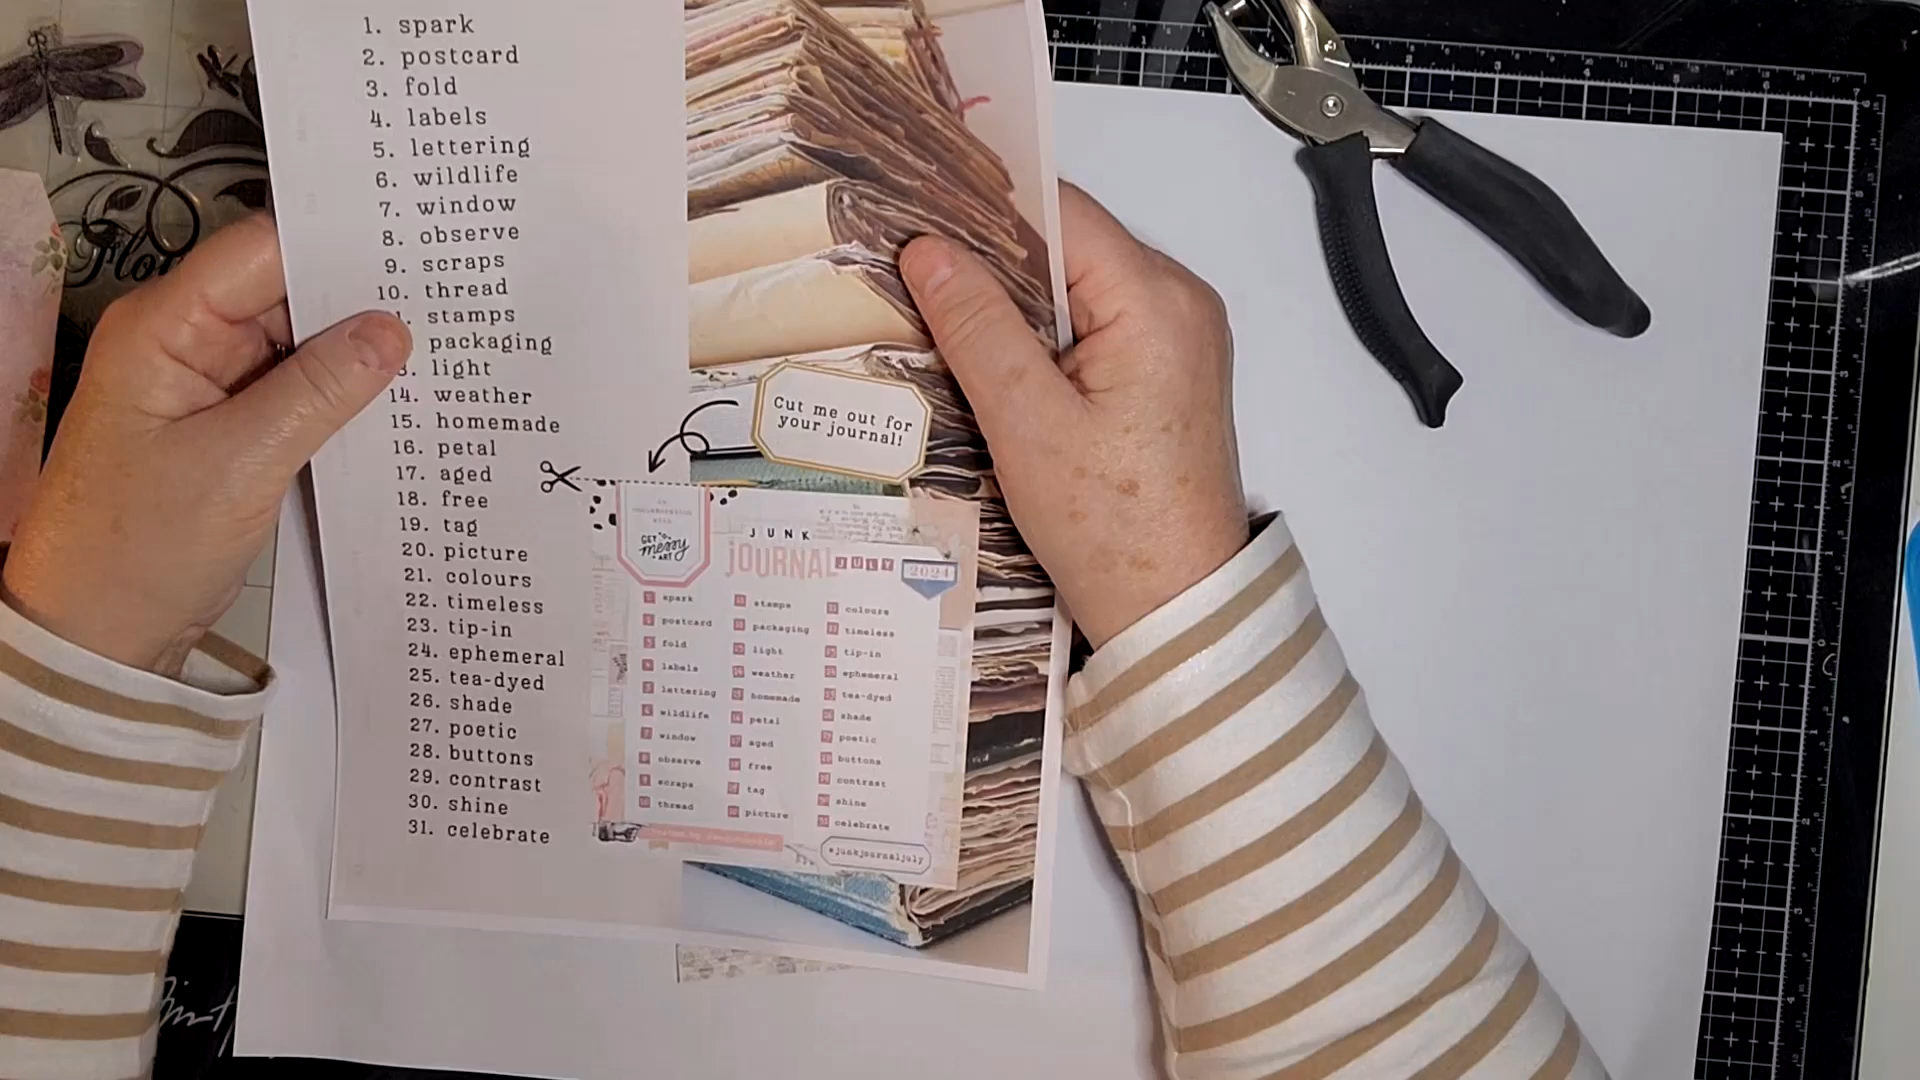 1. spark
2. postcard
3. fold
4. labels
5. lettering
6. wildlife
7. window
8. observe
9. scraps
10. thread
1. stamps
packaging
3. light
14. weather
15. homemade
16. petal
17. aged
18. free
19. tag
20. picture
21. colours
22. timeless
23. tip-in
24. ephemeral
25. tea-dyed
26. shade
27. poetic
28. buttons
29. contrast
30. shine
31. celebrate
Cut me out for
your journal!
GET
messy
ART
JUNK
JOURNAL JULY
2024
spark
postcard
fold
labels
lettering
wildlife
window
observe
scraps
thread
stamps
packaging
light
weather
homemade
petal
aged
free
tag
picture
colours
timeless
tip-in
ephemeral
tea-dyed
shade
poetic
buttons
contrast
shine
celebrate
#junkjournaljuly